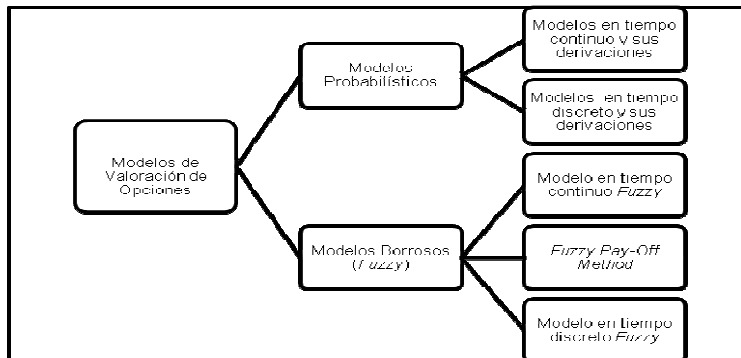 Modelos de
Valoración de
Opciones
Modelos
Probabilísticos
Modelos Borrosos
(Fuzzy)
Modelos en tiempo
continuo y sus
derivaciones
Modelos en tiempo
discreto y sus
derivaciones
Modelo en tiempo
continuo Fuzzy
Fuzzy Pay-Off
Method
Modelo en tiempo
discreto Fuzzy